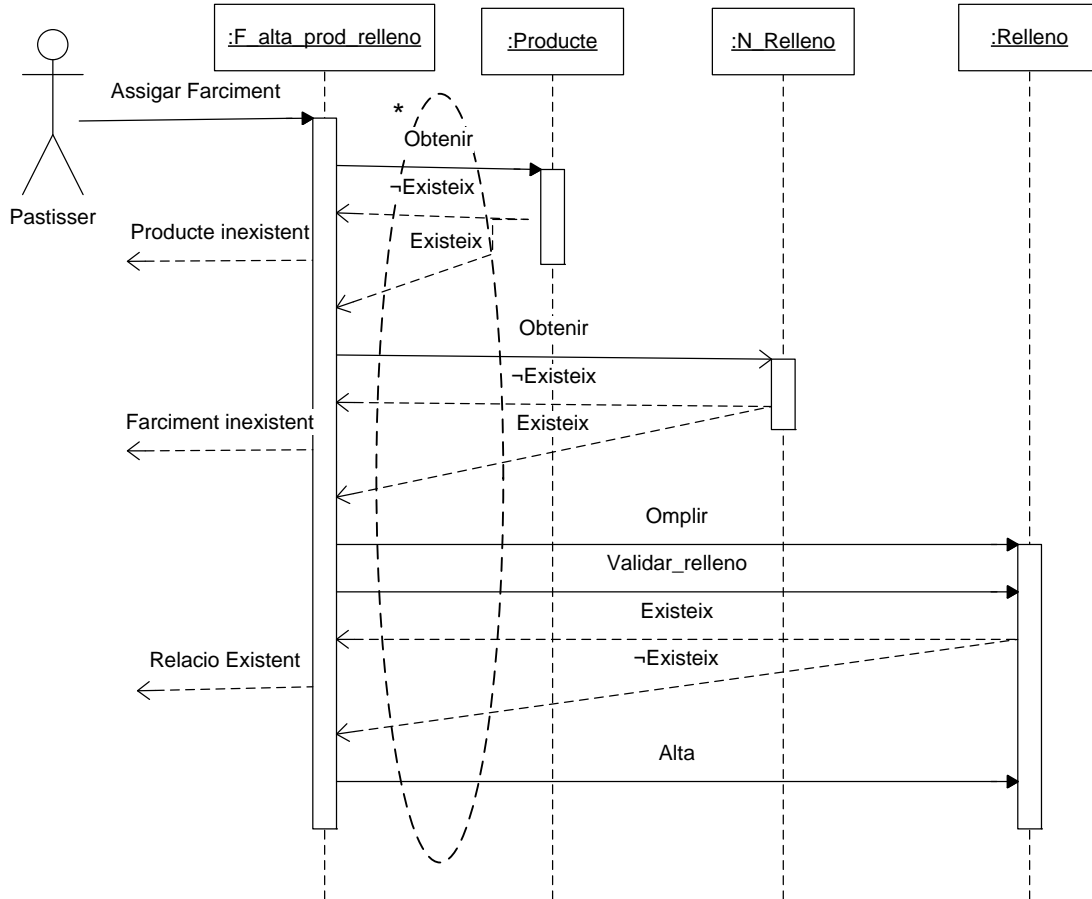 :F_alta_prod_relleno
:Producte
:N_Relleno
:Relleno
Assigar Farciment
*
Obtenir
¬Existeix
Pastisser
Producte inexistent
Existeix
Obtenir
¬Existeix
Farciment inexistent
Existeix
Omplir
Validar_relleno
Existeix
Relacio Existent
¬Existeix
Alta